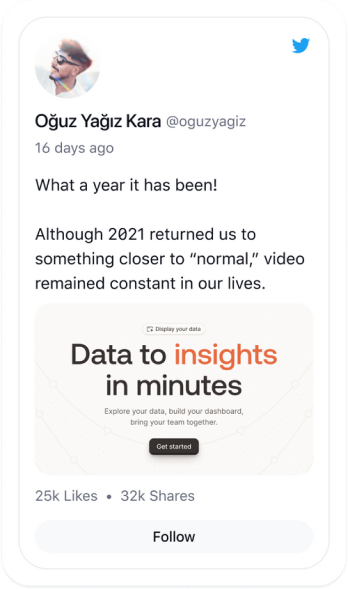 Oğuz Yağız Kara @oguzyagiz
16 days ago
What a year it has been!
Although 2021 returned us to
something closer to “normal,” video
remained constant in our lives.
Display your data
Data to insights
in minutes
Explore your data, build your dashboard,
bring your team together.
Get started
25k Likes • 32k Shares
Follow